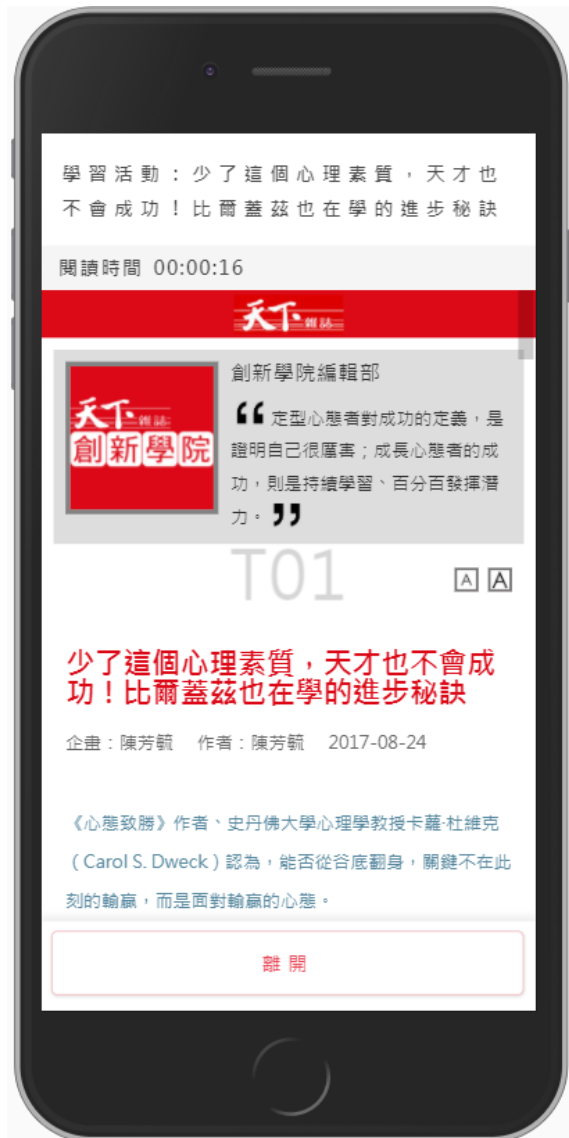 學習活動：少了這個心理素質，天才也
不會成功！比爾蓋茲也在學的進步秘訣
閱讀時間 00:00:16
天下雜誌
天下雜誌
創新學院
創新學院編輯部
“定型心態者對成功的定義，是
證明自己很厲害；成長心態者的成
功，則是持續學習、百分百發揮潛
力。”
T01
A A
少了這個心理素質，天才也不會成
功！比爾蓋茲也在學的進步秘訣
企畫：陳芳毓 作者：陳芳毓 2017-08-24
《心態致勝》作者、史丹佛大學心理學教授卡蘿·杜維克
（Carol S. Dweck）認為，能否從谷底翻身，關鍵不在此
刻的輸贏，而是面對輸贏的心態。
離開